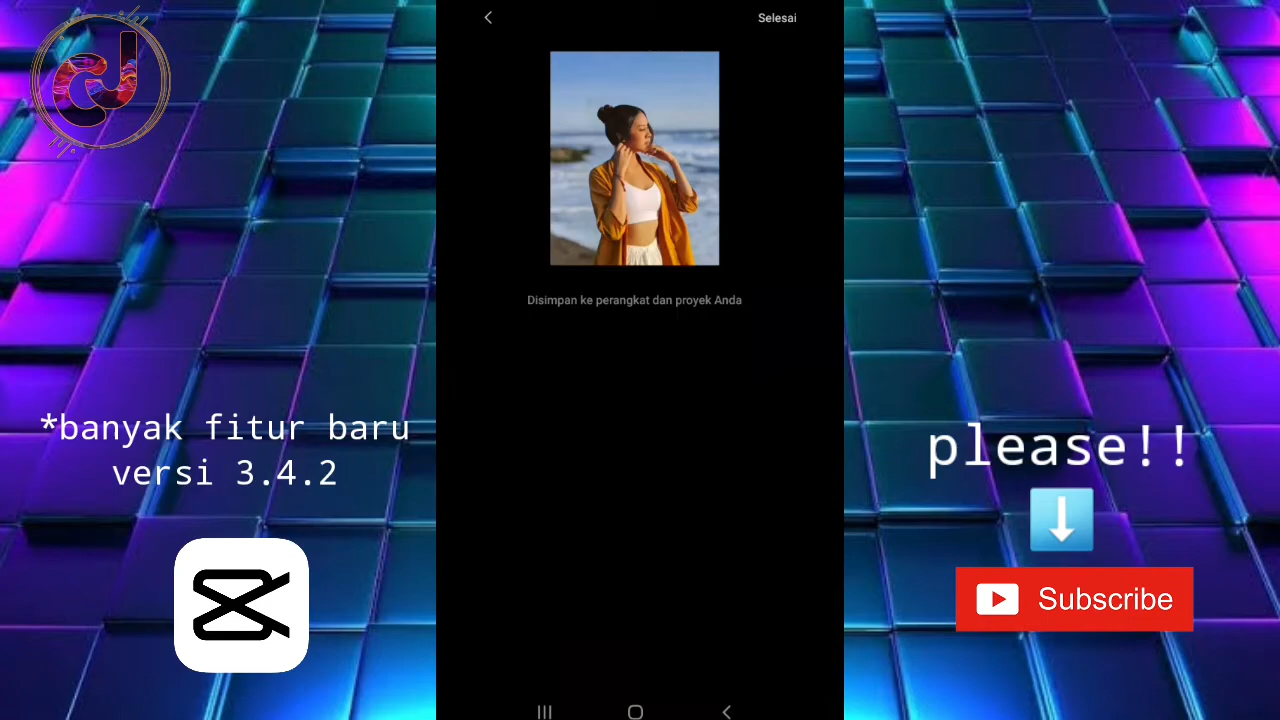 Selesai
Disimpan ke perangkat dan proyek Anda
*banyak fitur baru
versi 3.4.2
please!!
Subscribe